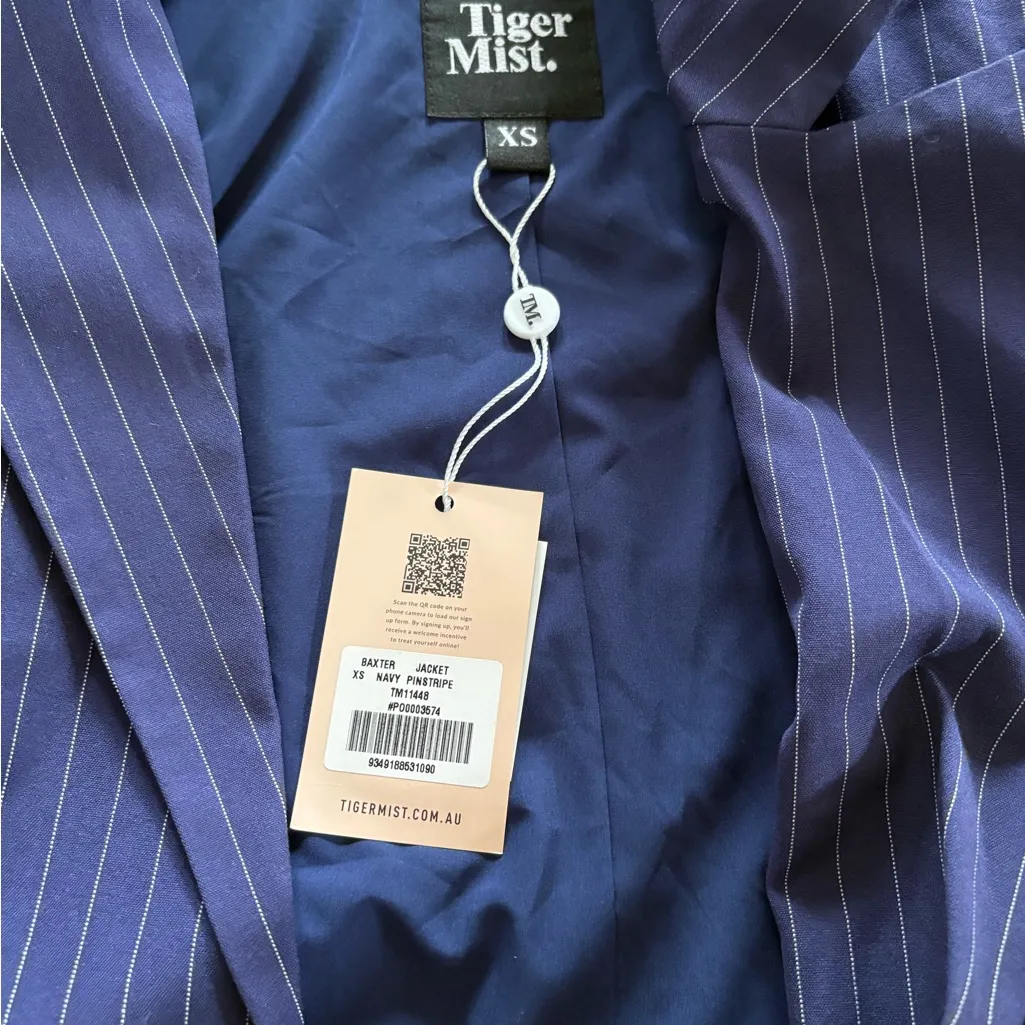 Tiger
Mist.
XS
TM.
Scan the QR code on your
phone camera to load our sign
up form. By signing up, you'll
receive a welcome incentive
to treat yourself online!
BAXTER JACKET
XS NAVY PINSTRIPE
TM11448
#PO0003574
9349188531090
TIGERMIST.COM.AU